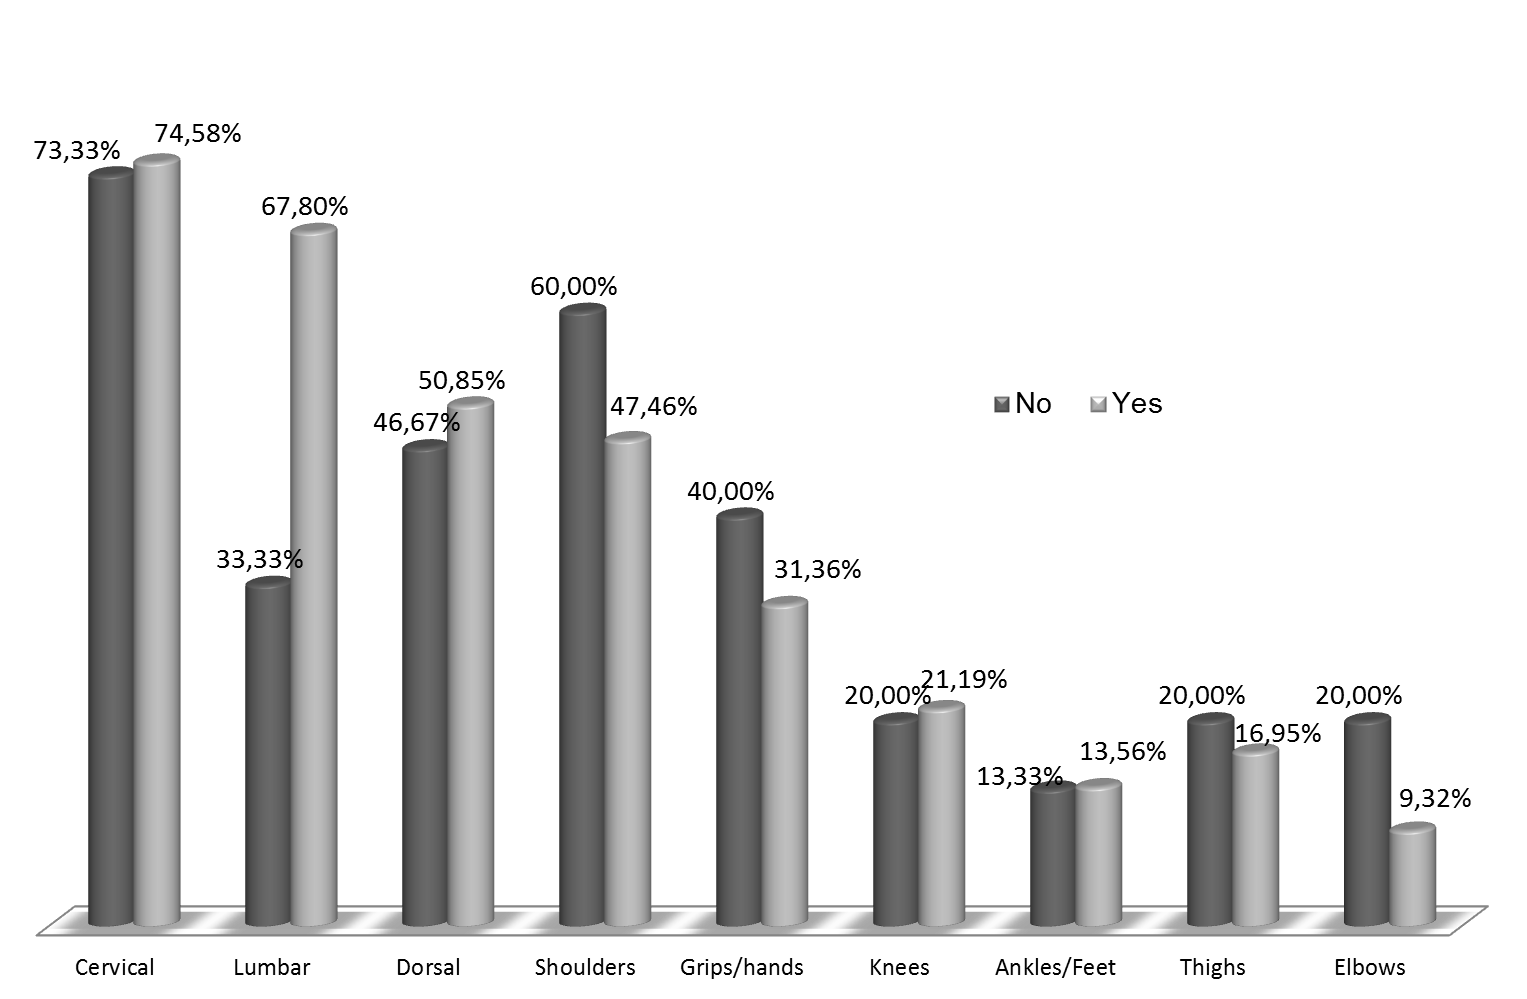 73,33%
74,58%
67,80%
33,33%
50,85%
46,67%
60,00%
47,46%
40,00%
31,36%
20,00%
21,19%
13,33%
13,56%
20,00%
16,95%
20,00%
9,32%
No
Yes
Cervical
Lumbar
Dorsal
Shoulders
Grips/hands
Knees
Ankles/Feet
Thighs
Elbows